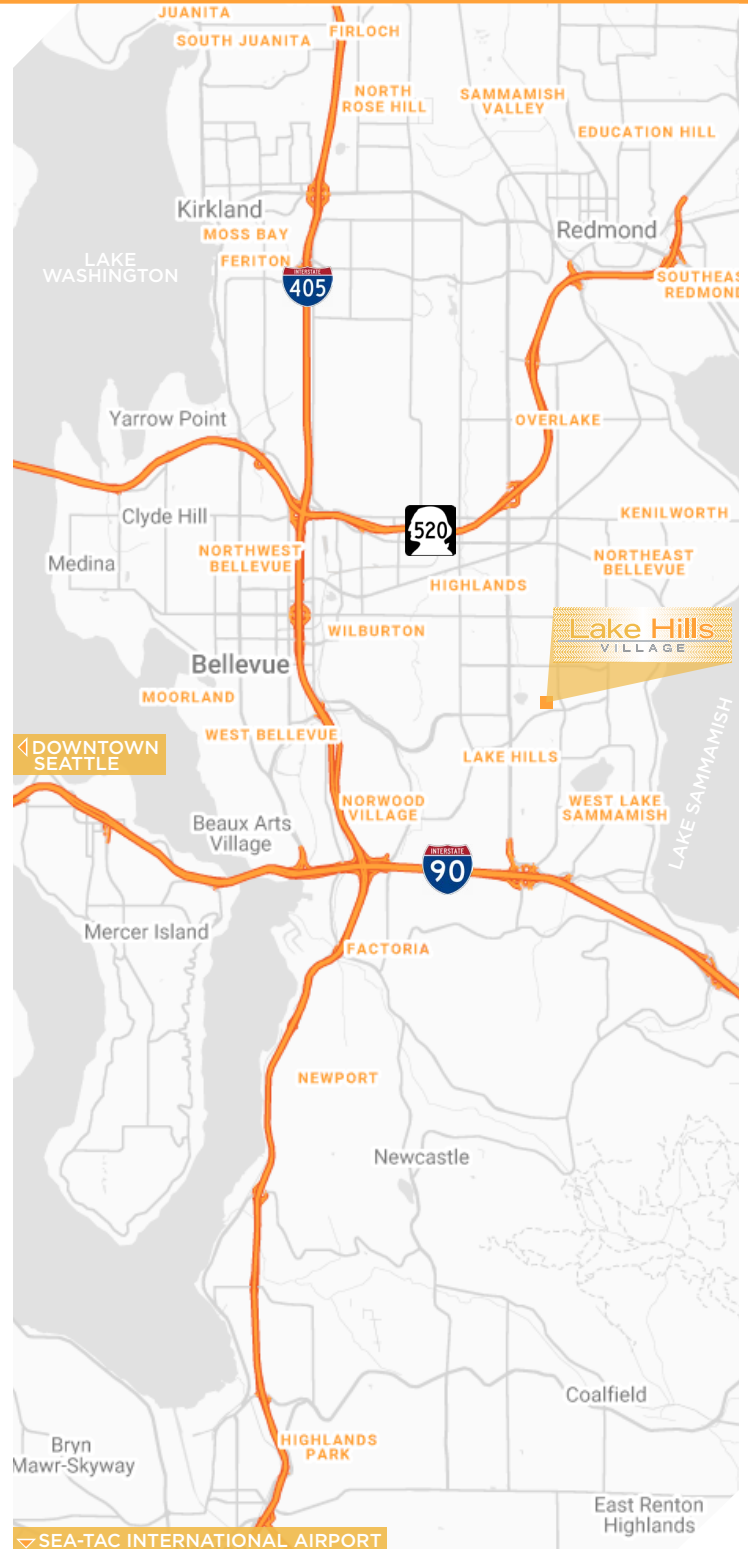 JUANITA
FIRLOCH
SOUTH JUANITA
NORTH
ROSE HILL
SAMMAMISH
VALLEY
EDUCATION HILL
Kirkland
MOSS BAY
Redmond
LAKE
WASHINGTON
FERITON
INTERSTATE
405
SOUTHEAS
REDMOND
Yarrow Point
OVERLAKE
Clyde Hill
520
KENILWORTH
NORTHWEST
BELLEVUE
Medina
NORTHEAST
BELLEVUE
HIGHLANDS
WILBURTON
Lake Hills
VILLAGE
Bellevue
MOORLAND
WEST BELLEVUE
DOWNTOWN
SEATTLE
LAKE HILLS
LAKE SAMMAMISH
NORWOOD
VILLAGE
WEST LAKE
SAMMAMISH
Beaux Arts
Village
INTERSTATE
90
Mercer Island
FACTORIA
NEWPORT
Newcastle
Coalfield
HIGHLANDS
PARK
Bryn
Mawr-Skyway
East Renton
Highlands
SEA-TAC INTERNATIONAL AIRPORT